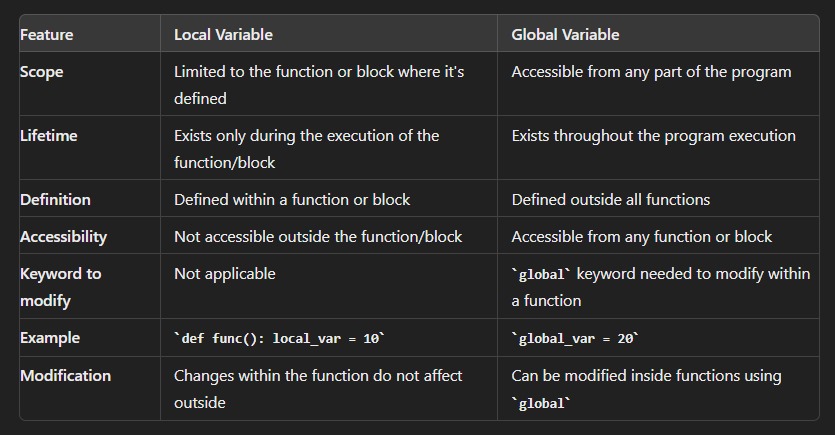 Feature Local Variable Global Variable
Scope Limited to the function or block where it's Accessible from any part of the program
defined
Lifetime Exists only during the execution of the Exists throughout the program execution
function/block
Definition Defined within a function or block Defined outside all functions
Accessibility Not accessible outside the function/block Accessible from any function or block
Keyword to Not applicable `global` keyword needed to modify within
modify a function
Example `def func(): local_var = 10` `global_var = 20`
Modification Changes within the function do not affect Can be modified inside functions using
outside `global`